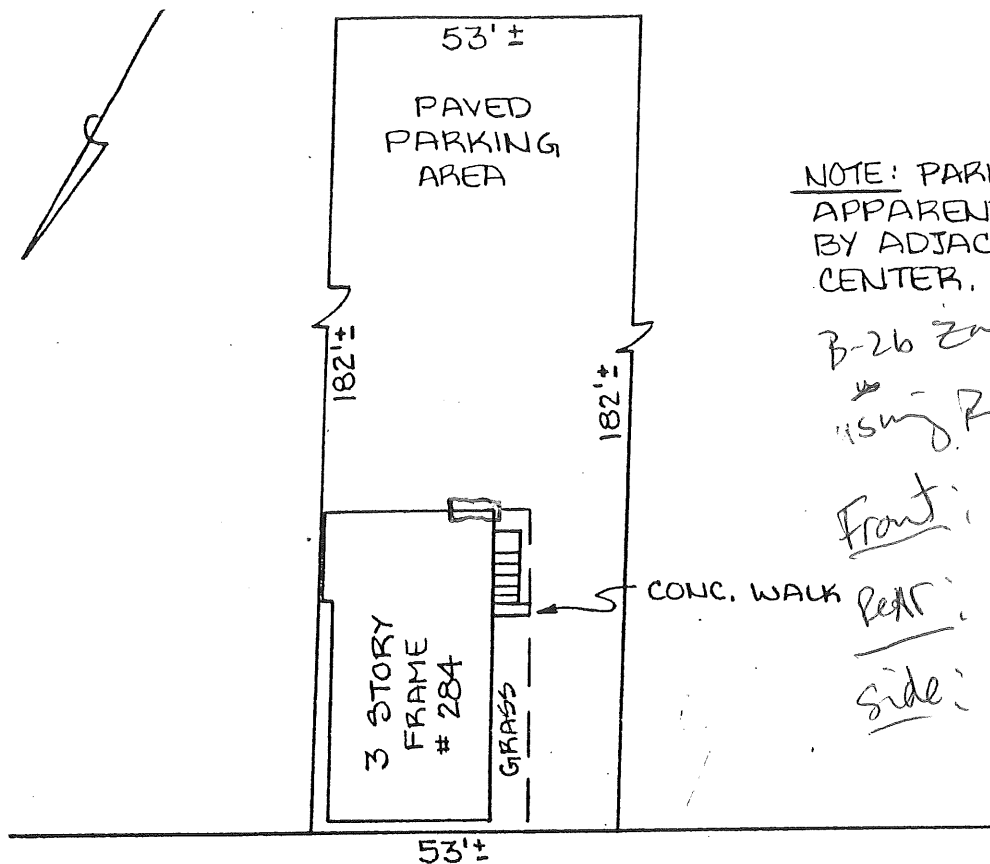 53'±
PAVED
PARKING
AREA
NOTE: PARK
APPARENT
BY ADJAC
CENTER.
B-2b
182'±
182'±
Front:
Rear:
side:
CONC. WALK
3 STORY
FRAME
# 284
GRASS
53'±